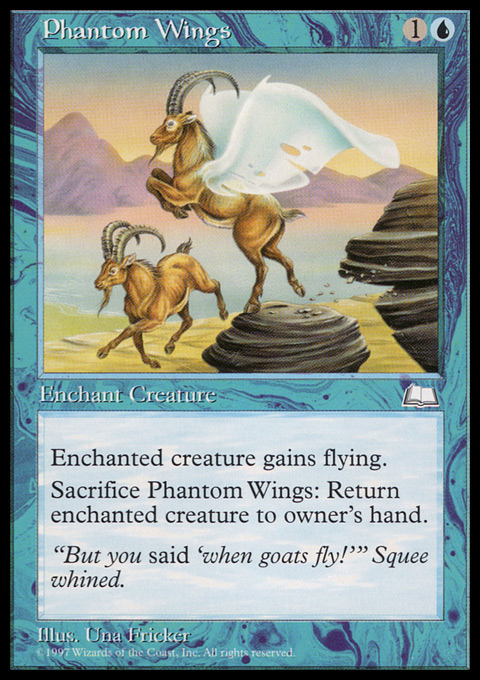 Phantom Wings 1
Enchant Creature
Enchanted creature gains flying.
Sacrifice Phantom Wings: Return
enchanted creature to owner's hand.
“But you said ‘when goats fly!’” Squee
whined.
Illus. Una Fricker
©1997 Wizards of the Coast, Inc. All rights reserved.